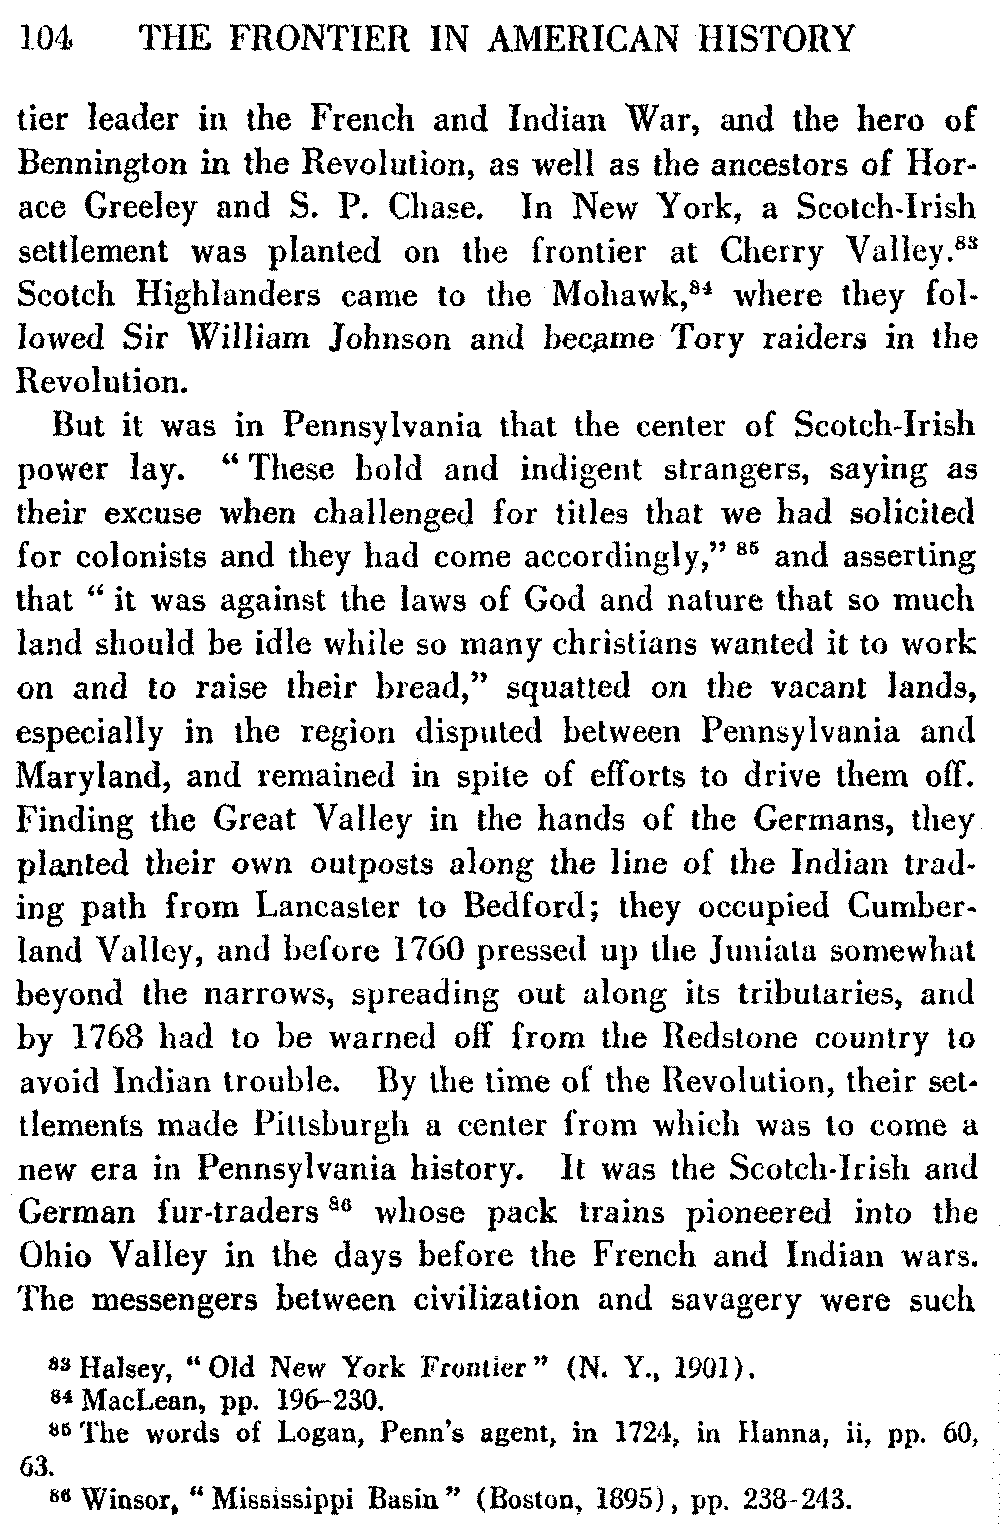 104 THE FRONTIER IN AMERICAN HISTORY
tier leader in the French and Indian War, and the hero of
Bennington in the Revolution, as well as the ancestors of Hor-
ace Greeley and S. P. Chase. In New York, a Scotch-Irish
settlement was planted on the frontier at Cherry Valley.⁸³
Scotch Highlanders came to the Mohawk,⁸⁴ where they fol-
lowed Sir William Johnson and became Tory raiders in the
Revolution.
But it was in Pennsylvania that the center of Scotch-Irish
power lay. “These bold and indigent strangers, saying as
their excuse when challenged for titles that we had solicited
for colonists and they had come accordingly,” ⁸⁵ and asserting
that “it was against the laws of God and nature that so much
land should be idle while so many christians wanted it to work
on and to raise their bread,” squatted on the vacant lands,
especially in the region disputed between Pennsylvania and
Maryland, and remained in spite of efforts to drive them off.
Finding the Great Valley in the hands of the Germans, they
planted their own outposts along the line of the Indian trad-
ing path from Lancaster to Bedford; they occupied Cumber-
land Valley, and before 1760 pressed up the Juniata somewhat
beyond the narrows, spreading out along its tributaries, and
by 1768 had to be warned off from the Redstone country to
avoid Indian trouble. By the time of the Revolution, their set-
tlements made Pittsburgh a center from which was to come a
new era in Pennsylvania history. It was the Scotch-Irish and
German fur-traders ⁸⁶ whose pack trains pioneered into the
Ohio Valley in the days before the French and Indian wars.
The messengers between civilization and savagery were such
⁸³ Halsey, “Old New York Frontier” (N. Y., 1901).
⁸⁴ MacLean, pp. 196–230.
⁸⁵ The words of Logan, Penn's agent, in 1724, in Hanna, ii, pp. 60,
63.
⁸⁶ Winsor, “Mississippi Basin” (Boston, 1895), pp. 238–243.